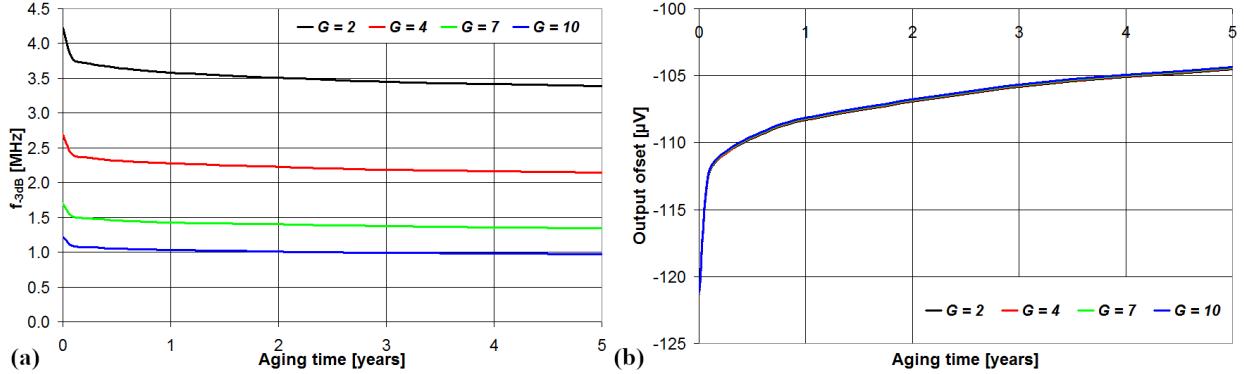 4.5
4.0
3.5
3.0
2.5
2.0
1.5
1.0
0.5
0.0
f-3dB [MHz]
G = 2 G = 4 G = 7 G = 10
0 1 2 3 4 5
Aging time [years]
(a)
-100
-105
-110
-115
-120
-125
Output ofset [µV]
0 1 2 3 4 5
G = 2 G = 4 G = 7 G = 10
Aging time [years]
(b)